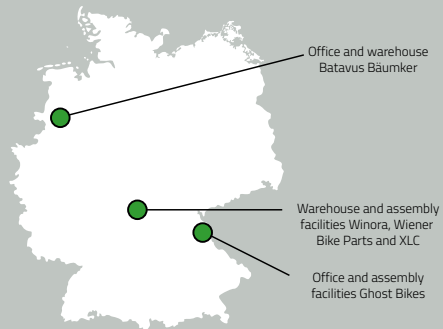 Office and warehouse
Batavus Bäumker
Warehouse and assembly
facilities Winora, Wiener
Bike Parts and XLC
Office and assembly
facilities Ghost Bikes